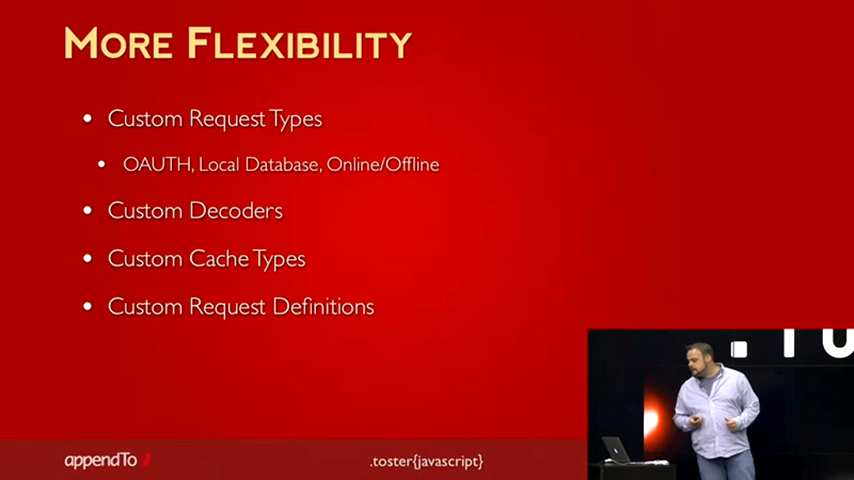 MORE FLEXIBILITY
• Custom Request Types
• OAUTH, Local Database, Online/Offline
• Custom Decoders
• Custom Cache Types
• Custom Request Definitions
appendTo
.toster{javascript}